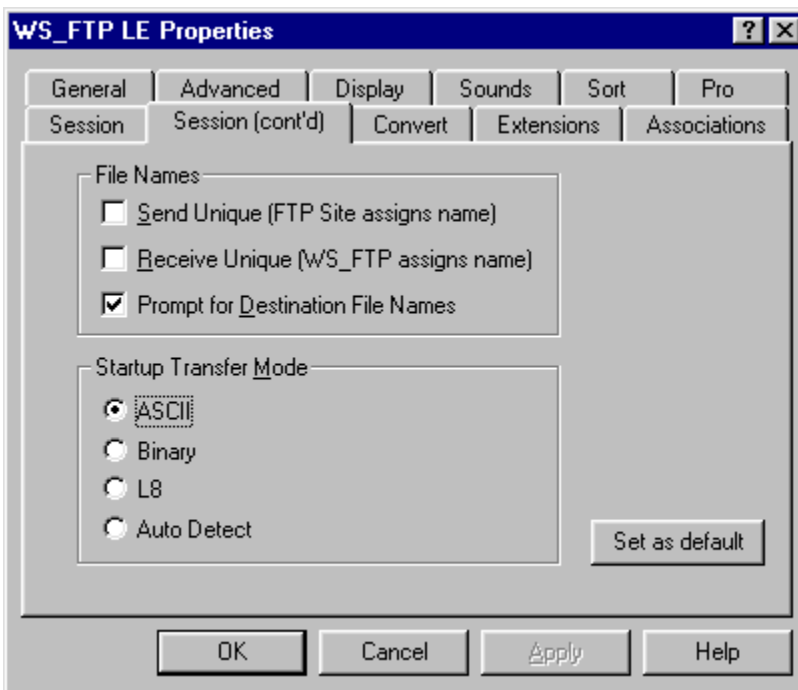 WS_FTP LE Properties
General Advanced Display Sounds Sort Pro
Session Session (cont'd) Convert Extensions Associations
File Names
Send Unique (FTP Site assigns name)
Receive Unique (WS_FTP assigns name)
Prompt for Destination File Names
Startup Transfer Mode
ASCII
Binary
L8
Auto Detect
Set as default
OK Cancel Apply Help